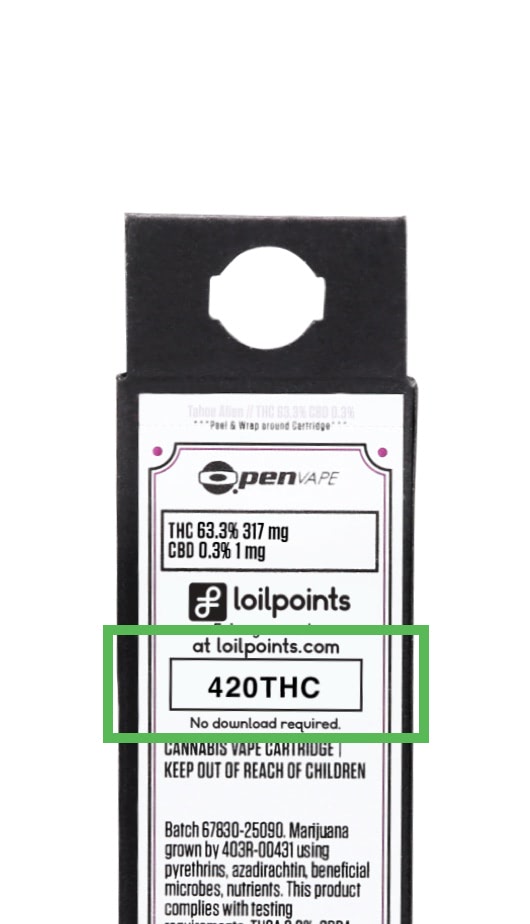 Tahoe Alien // THC 63.3% CBD 0.3%
***Peel & Wrap around Cartridge***
OpenVAPE
THC 63.3% 317 mg
CBD 0.3% 1 mg
loilpoints
at loilpoints.com
420THC
No download required.
CANNABIS VAPE CARTRIDGE |
KEEP OUT OF REACH OF CHILDREN
Batch 67830-25090. Marijuana
grown by 403R-00431 using
pyrethrins, azadirachtin, beneficial
microbes, nutrients. This product
complies with testing